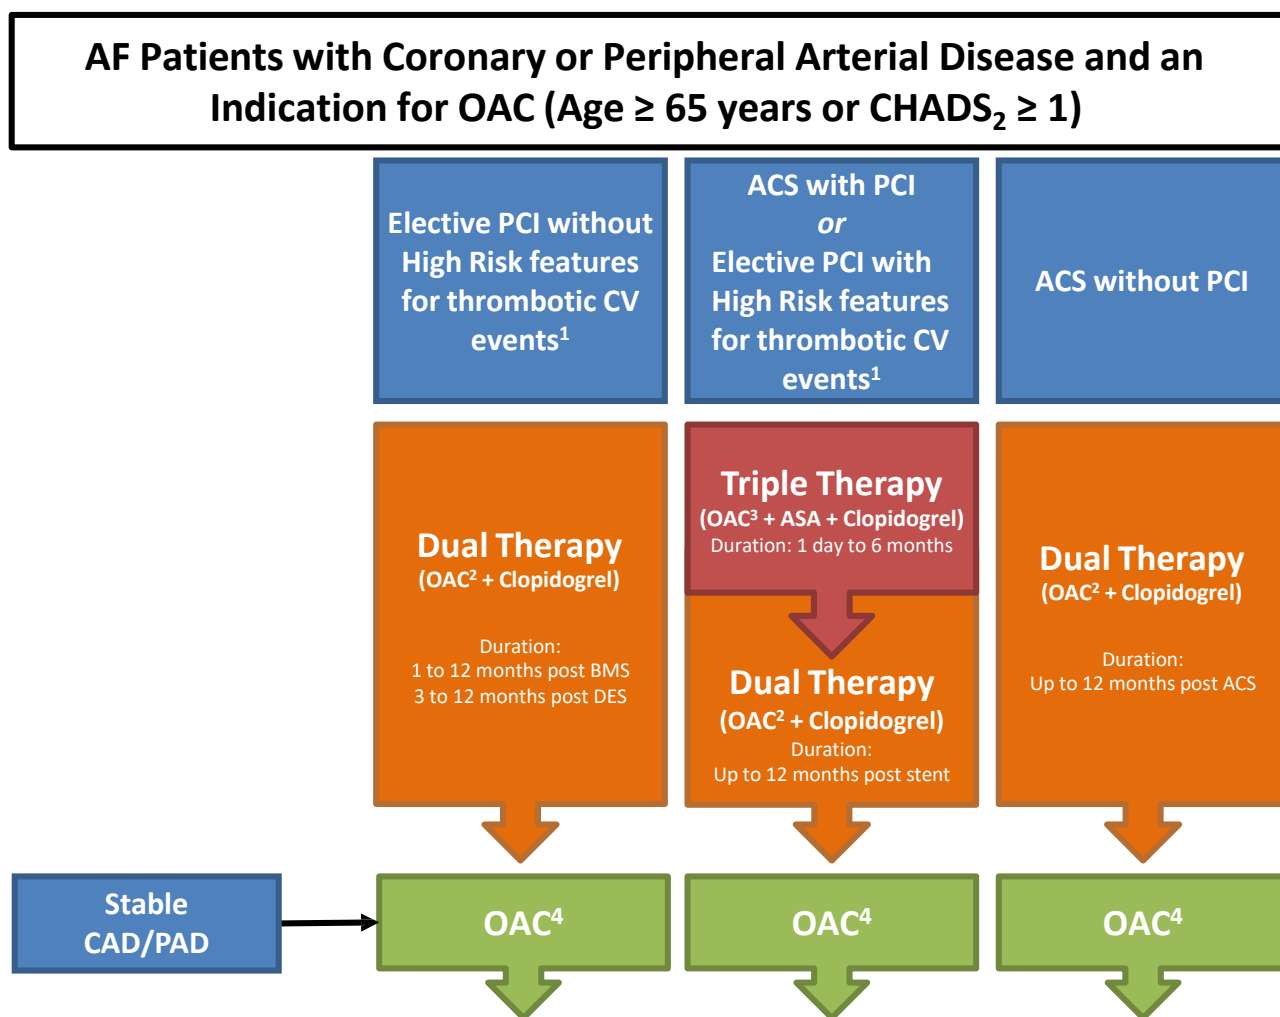 AF Patients with Coronary or Peripheral Arterial Disease and an
Indication for OAC (Age ≥ 65 years or CHADS₂ ≥ 1)
Elective PCI without
High Risk features
for thrombotic CV
events¹
ACS with PCI
or
Elective PCI with
High Risk features
for thrombotic CV
events¹
ACS without PCI
Dual Therapy
(OAC² + Clopidogrel)
Duration:
1 to 12 months post BMS
3 to 12 months post DES
Triple Therapy
(OAC³ + ASA + Clopidogrel)
Duration: 1 day to 6 months
Dual Therapy
(OAC² + Clopidogrel)
Duration:
Up to 12 months post stent
Dual Therapy
(OAC² + Clopidogrel)
Duration:
Up to 12 months post ACS
Stable
CAD/PAD
OAC⁴
OAC⁴
OAC⁴